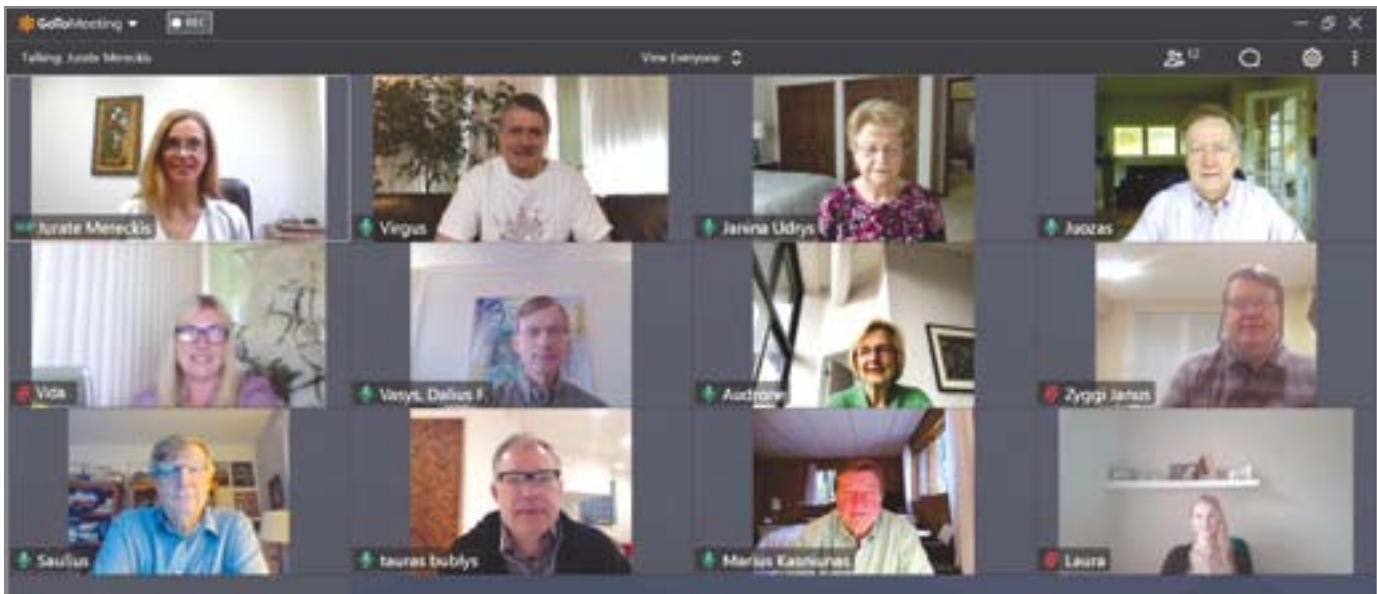 GoToMeeting
REC
Talking: Jurate Mereckis
View Everyone
12
Jurate Mereckis
Virgus
Janina Udrys
Juozas
Vida
Vasys, Dalius F.
Audrone
Zyggi Janus
Saulius
tauras bublys
Marius Kasniunas
Laura